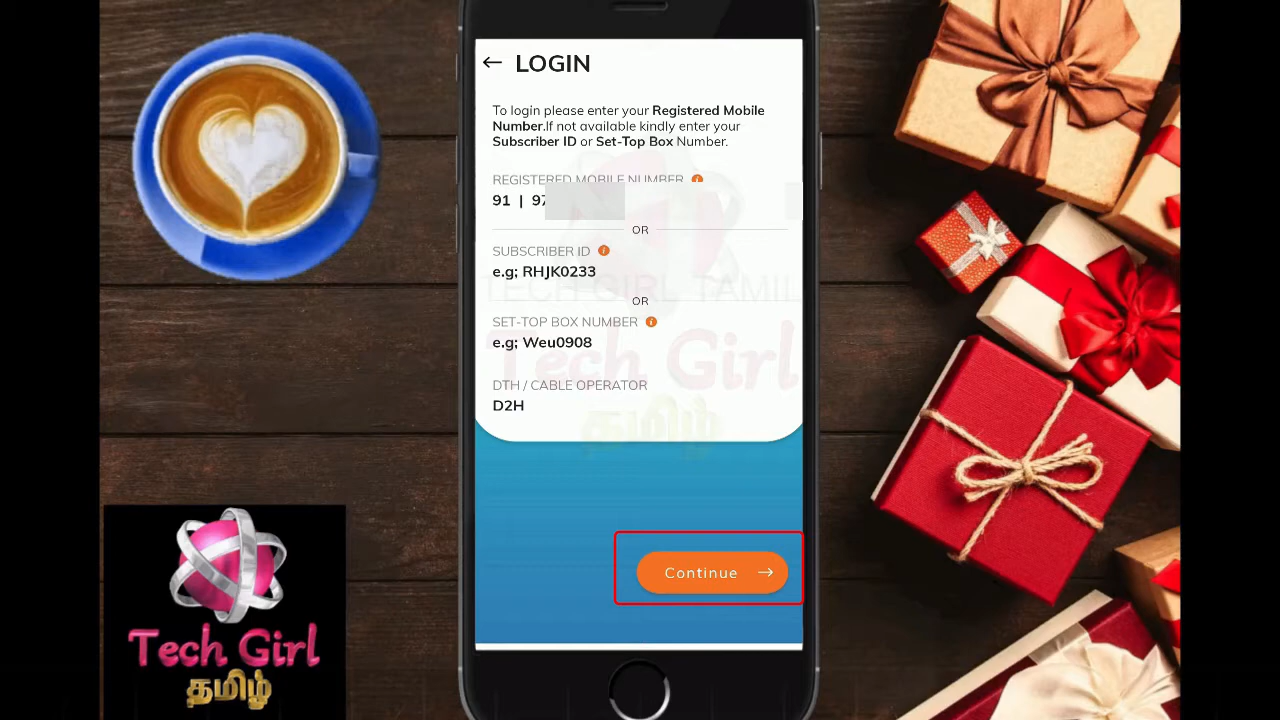 LOGIN
To login please enter your Registered Mobile
Number.If not available kindly enter your
Subscriber ID or Set-Top Box Number.
REGISTERED MOBILE NUMBER
91 | 97
OR
SUBSCRIBER ID
e.g; RHJK0233
OR
TECH GIRL TAMIL
SET-TOP BOX NUMBER
e.g; Weu0908
Tech Girl
DTH / CABLE OPERATOR
D2H
தமிழ்
Continue
Tech Girl
தமிழ்